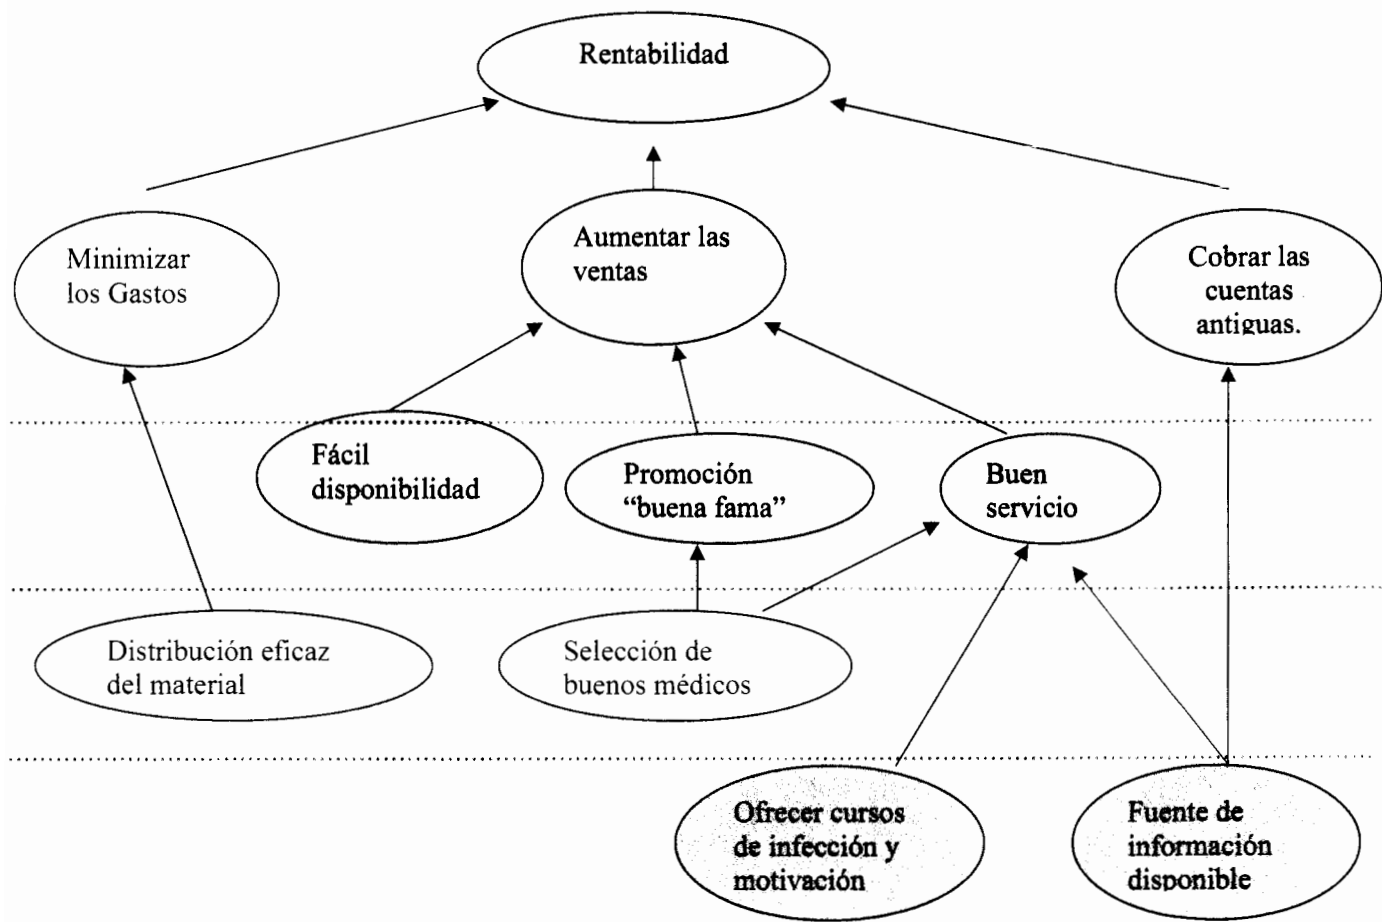 Rentabilidad
Minimizar
los Gastos
Aumentar las
ventas
Cobrar las
cuentas
antiguas.
Fácil
disponibilidad
Promoción
“buena fama”
Buen
servicio
Distribución eficaz
del material
Selección de
buenos médicos
Ofrecer cursos
de infección y
motivación
Fuente de
información
disponible